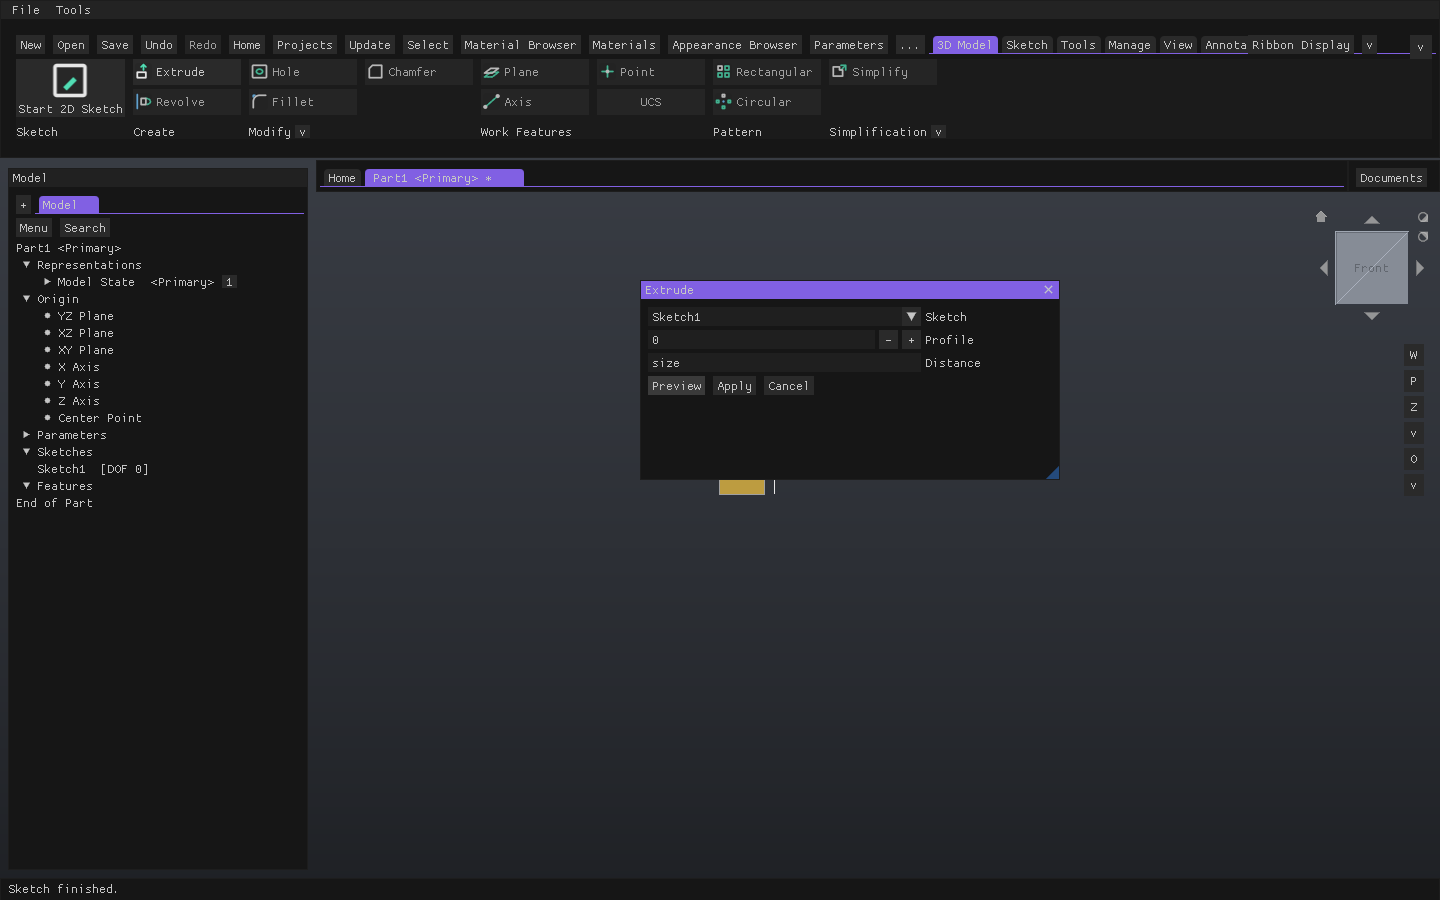 File Tools
New Open Save Undo Redo Home Projects Update Select Material Browser Materials Appearance Browser Parameters ... 3D Model Sketch Tools Manage View Annota Ribbon Display v v
Start 2D Sketch
Extrude Hole Chamfer Plane Point Rectangular Simplify
Revolve Fillet Axis UCS Circular
Sketch Create Modify v Work Features Pattern Simplification v
Model
+ Model
Menu Search
Part1 <Primary>
Representations
Model State <Primary> 1
Origin
YZ Plane
XZ Plane
XY Plane
X Axis
Y Axis
Z Axis
Center Point
Parameters
Sketches
Sketch1 [DOF 0]
Features
End of Part
Home Part1 <Primary> * Documents
Front
Extrude
Sketch1 Sketch
0 - + Profile
size Distance
Preview Apply Cancel
W
P
Z
v
O
v
Sketch finished.